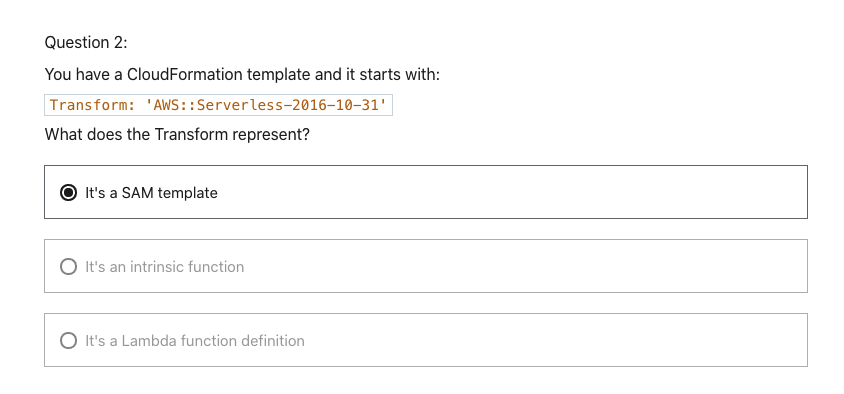 Question 2:
You have a CloudFormation template and it starts with:
Transform: 'AWS::Serverless-2016-10-31'
What does the Transform represent?
It's a SAM template
It's an intrinsic function
It's a Lambda function definition